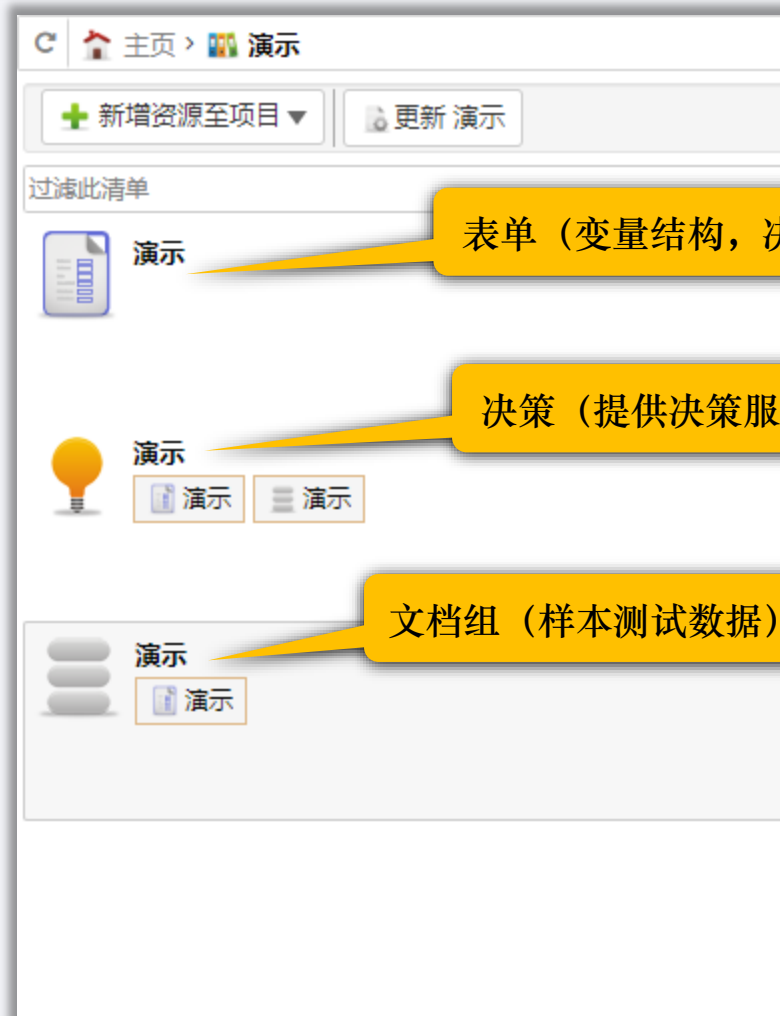 主页 › 演示
新增资源至项目 更新 演示
过滤此清单
演示
表单（变量结构，决
演示
决策（提供决策服
演示 演示
演示
文档组（样本测试数据）
演示